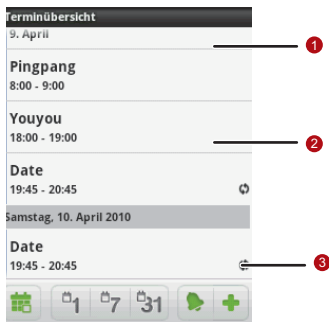 Terminübersicht
9. April
1
Pingpang
8:00 - 9:00
Youyou
18:00 - 19:00
2
Date
19:45 - 20:45
Samstag, 10. April 2010
Date
19:45 - 20:45
3
1 7 31